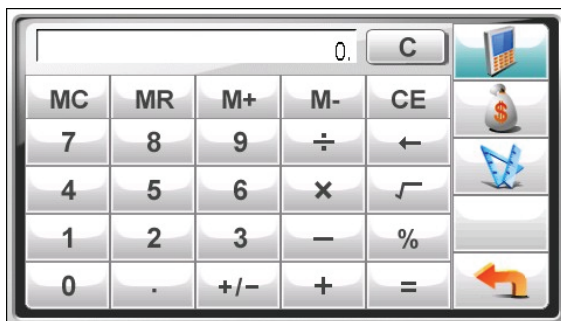 0. C
MC MR M+ M- CE
7 8 9 ÷ ←
4 5 6 × √
1 2 3 − %
0 . +/− + =
$